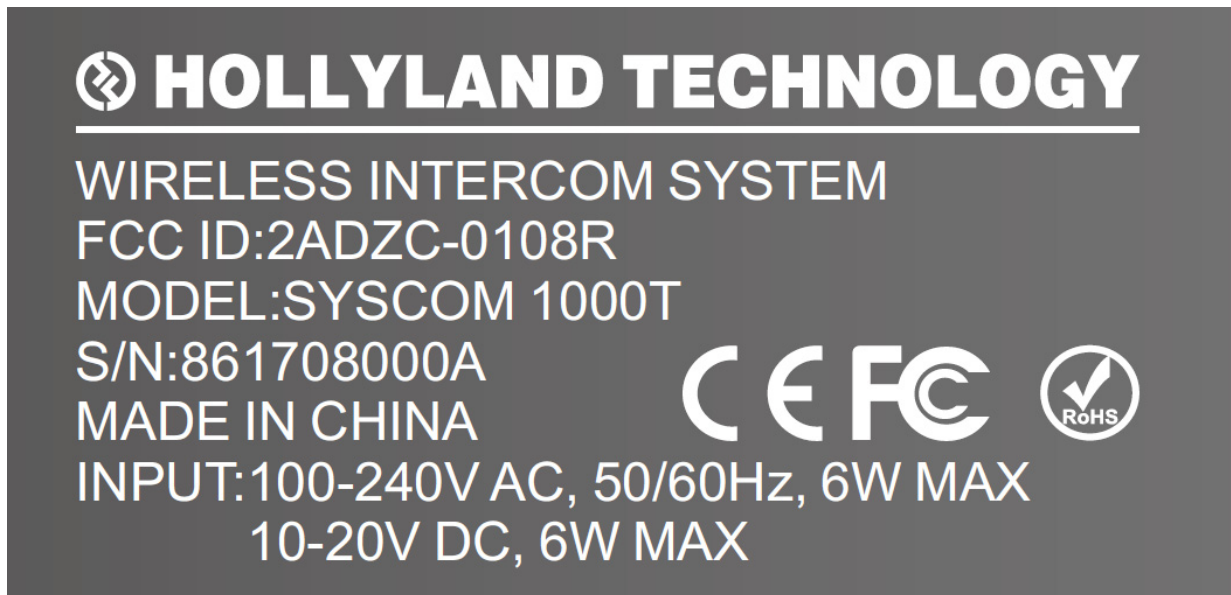 HOLLYLAND TECHNOLOGY
WIRELESS INTERCOM SYSTEM
FCC ID:2ADZC-0108R
MODEL:SYSCOM 1000T
S/N:861708000A
MADE IN CHINA
CE FC RoHS
INPUT:100-240V AC, 50/60Hz, 6W MAX
10-20V DC, 6W MAX